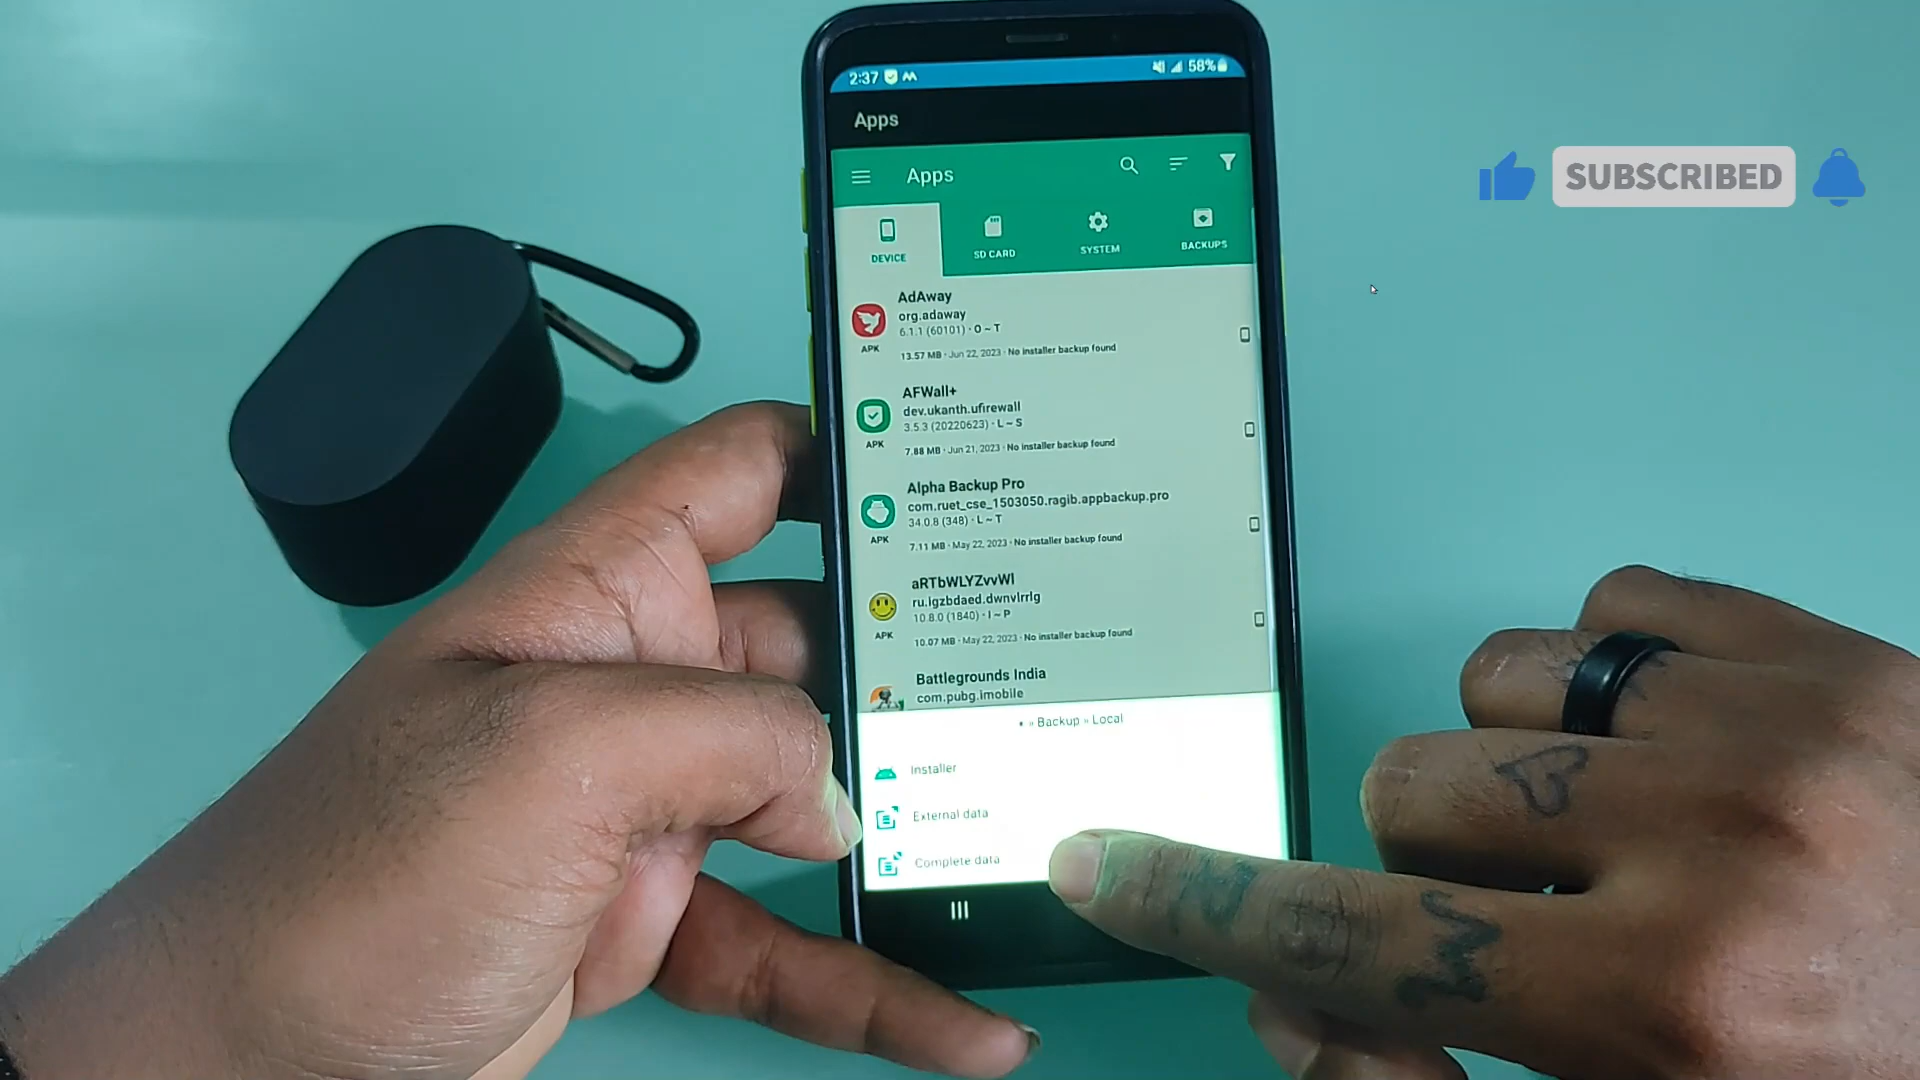 2:37
58%
Apps
Apps
DEVICE
SD CARD
SYSTEM
BACKUPS
SUBSCRIBED
AdAway
org.adaway
6.1.1 (60101) · O ~ T
APK
13.57 MB · Jun 22, 2023 · No installer backup found
AFWall+
dev.ukanth.ufirewall
3.5.3 (20220623) · L ~ S
APK
7.88 MB · Jun 21, 2023 · No installer backup found
Alpha Backup Pro
com.ruet_cse_1503050.ragib.appbackup.pro
34.0.8 (348) · L ~ T
APK
7.11 MB · May 22, 2023 · No installer backup found
aRTbWLYZvvWl
ru.lgzbdaed.dwnvlrrlg
10.8.0 (1840) · I ~ P
APK
10.07 MB · May 22, 2023 · No installer backup found
Battlegrounds India
com.pubg.imobile
• » Backup » Local
Installer
External data
Complete data